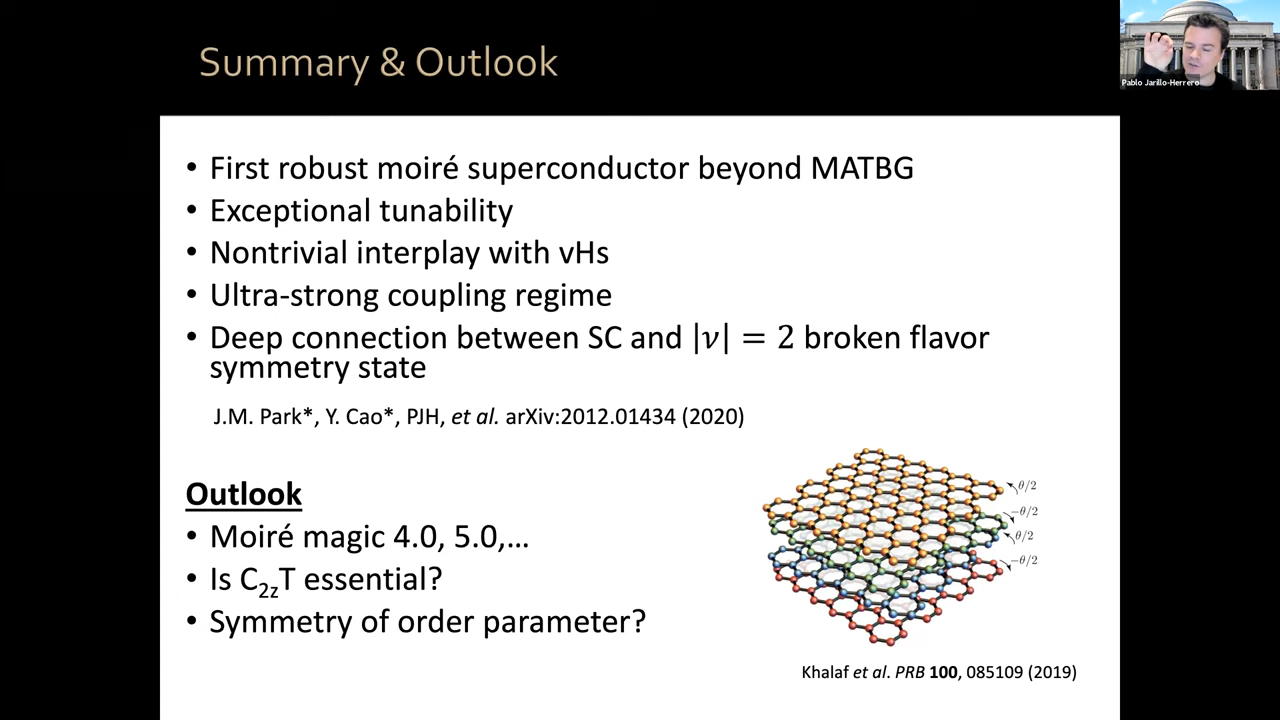 Summary & Outlook
Pablo Jarillo-Herrero
• First robust moiré superconductor beyond MATBG
• Exceptional tunability
• Nontrivial interplay with vHs
• Ultra-strong coupling regime
• Deep connection between SC and |ν| = 2 broken flavor
symmetry state
J.M. Park*, Y. Cao*, PJH, et al. arXiv:2012.01434 (2020)
Outlook
• Moiré magic 4.0, 5.0,...
• Is C₂zT essential?
• Symmetry of order parameter?
θ/2
−θ/2
θ/2
−θ/2
Khalaf et al. PRB 100, 085109 (2019)